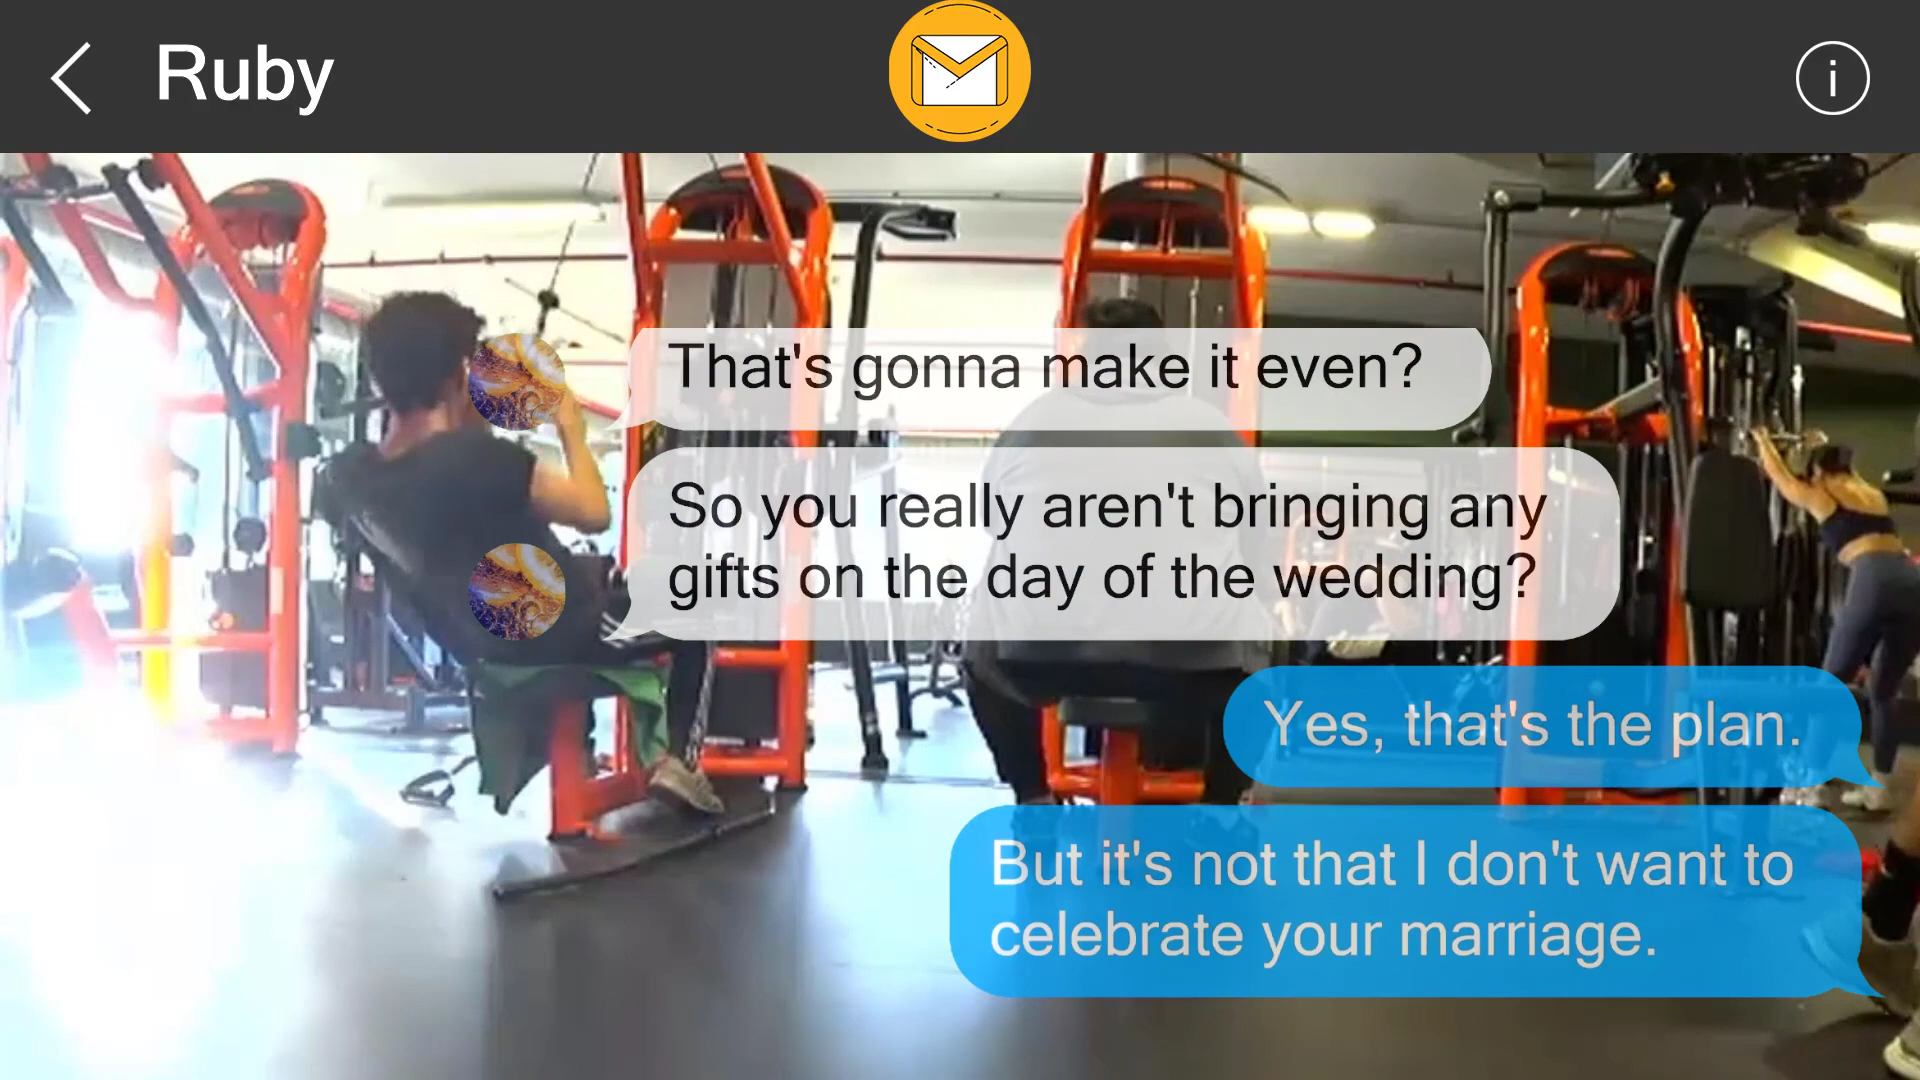 Ruby
i
That's gonna make it even?
So you really aren't bringing any
gifts on the day of the wedding?
Yes, that's the plan.
But it's not that I don't want to
celebrate your marriage.